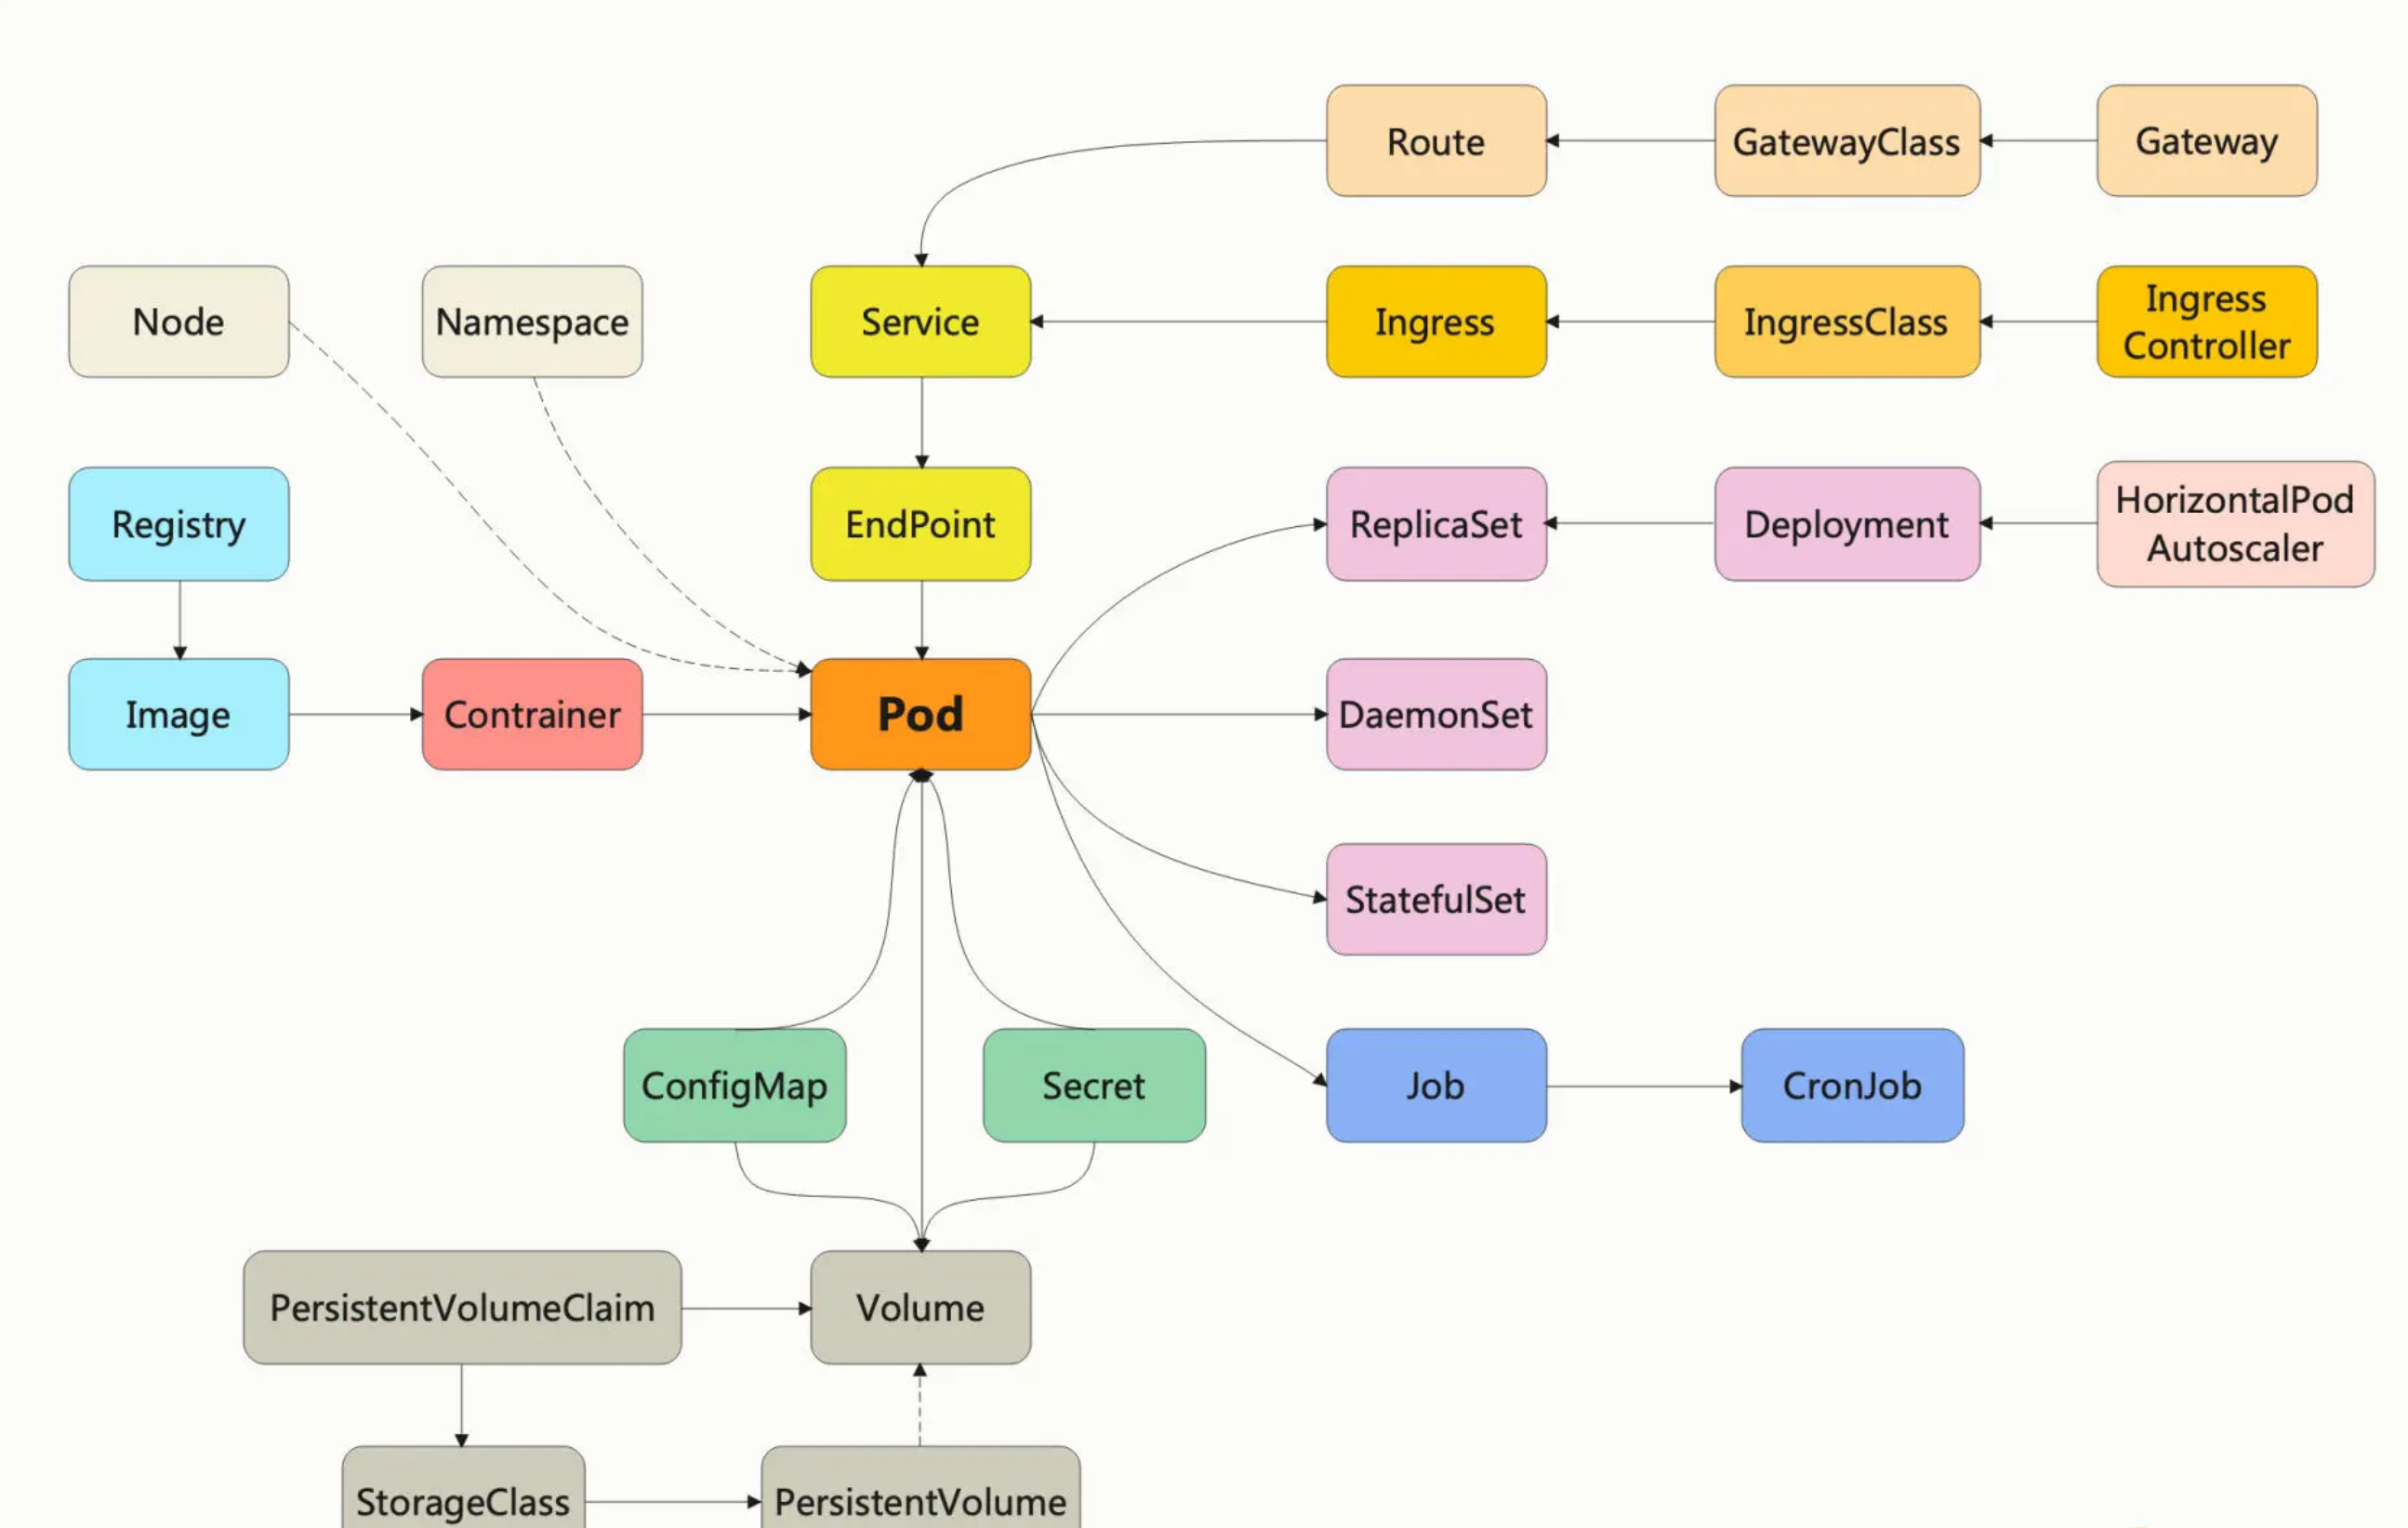 Route
GatewayClass
Gateway
Node
Namespace
Service
Ingress
IngressClass
Ingress
Controller
Registry
EndPoint
ReplicaSet
Deployment
HorizontalPod
Autoscaler
Image
Contrainer
Pod
DaemonSet
StatefulSet
ConfigMap
Secret
Job
CronJob
PersistentVolumeClaim
Volume
StorageClass
PersistentVolume